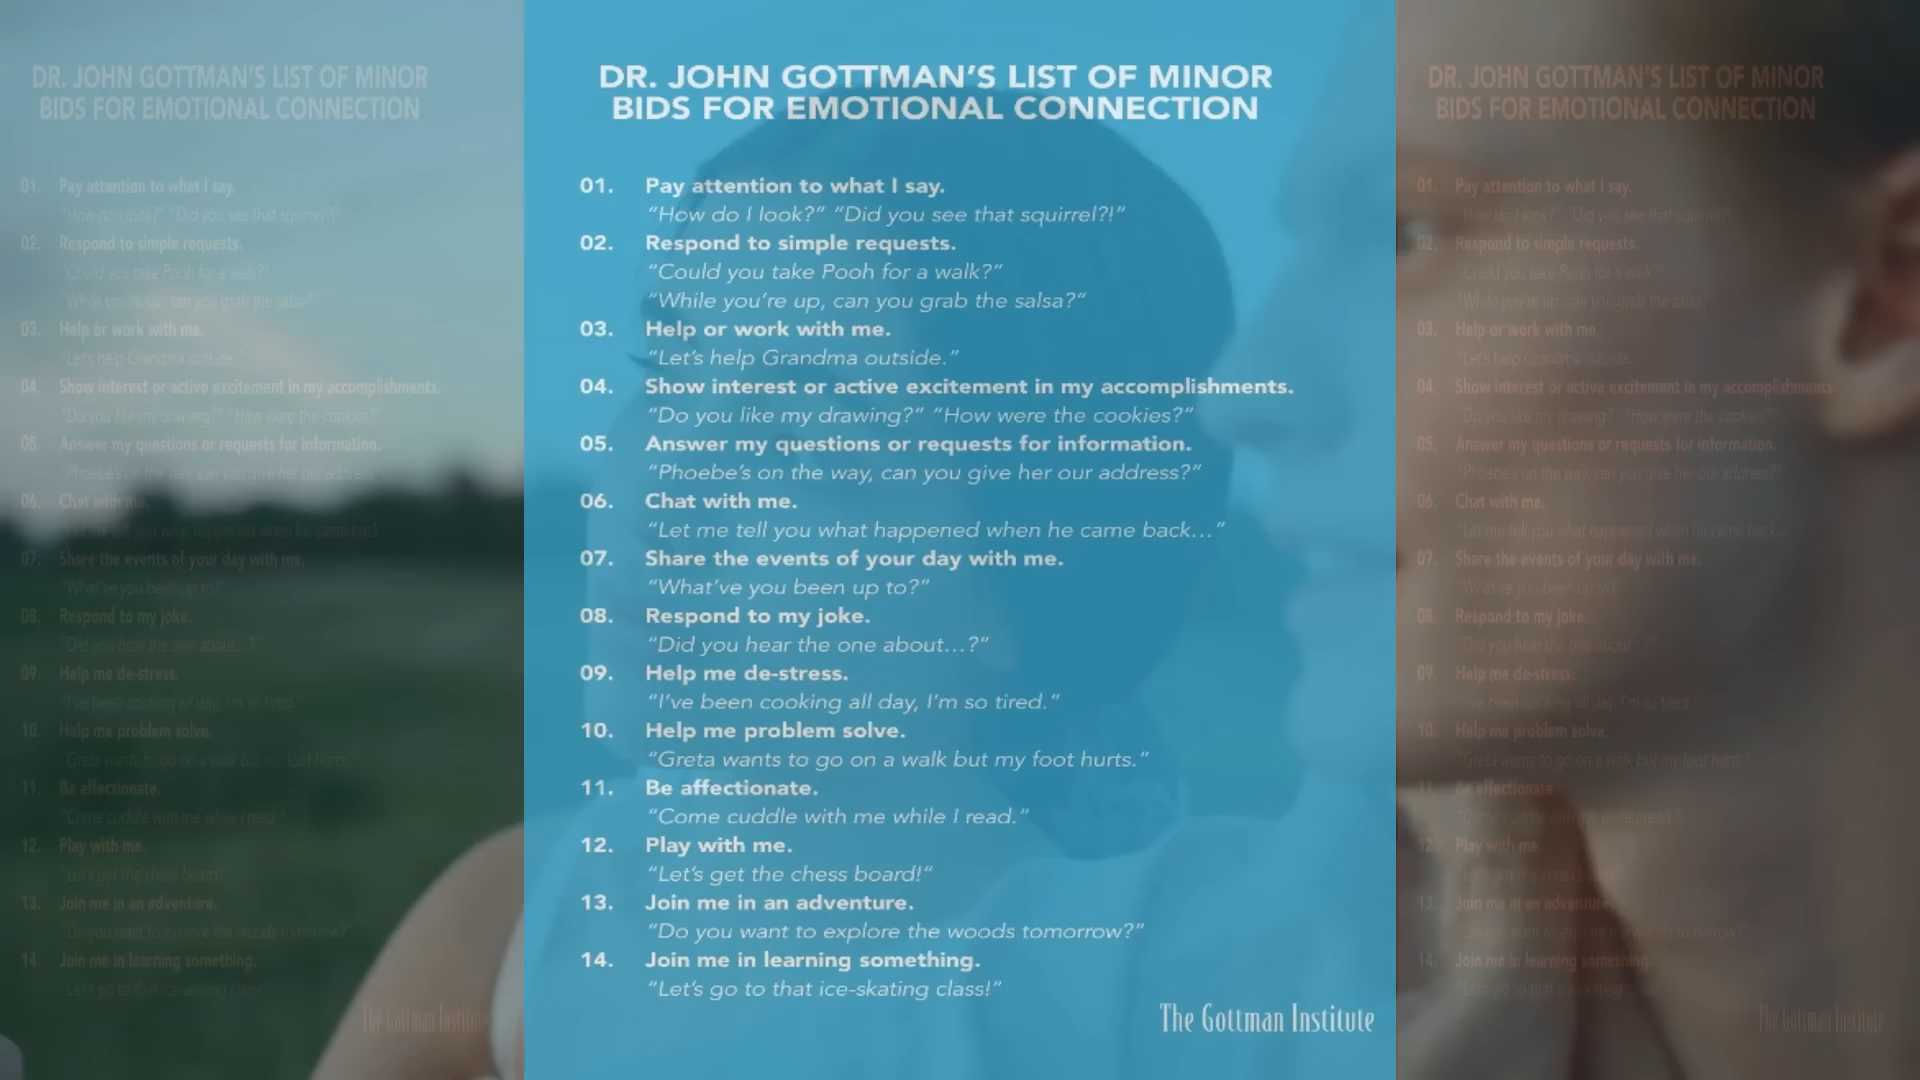 DR. JOHN GOTTMAN'S LIST OF MINOR
BIDS FOR EMOTIONAL CONNECTION
01. Pay attention to what I say.
“How do I look?” “Did you see that squirrel?!”
02. Respond to simple requests.
“Could you take Pooh for a walk?”
“While you’re up, can you grab the salsa?”
03. Help or work with me.
“Let’s help Grandma outside.”
04. Show interest or active excitement in my accomplishments.
“Do you like my drawing?“ “How were the cookies?”
05. Answer my questions or requests for information.
“Phoebe’s on the way, can you give her our address?”
06. Chat with me.
“Let me tell you what happened when he came back...”
07. Share the events of your day with me.
“What’ve you been up to?”
08. Respond to my joke.
“Did you hear the one about...?”
09. Help me de-stress.
“I’ve been cooking all day, I’m so tired.”
10. Help me problem solve.
“Greta wants to go on a walk but my foot hurts.”
11. Be affectionate.
“Come cuddle with me while I read.”
12. Play with me.
“Let’s get the chess board!”
13. Join me in an adventure.
“Do you want to explore the woods tomorrow?”
14. Join me in learning something.
“Let’s go to that ice-skating class!”
The Gottman Institute